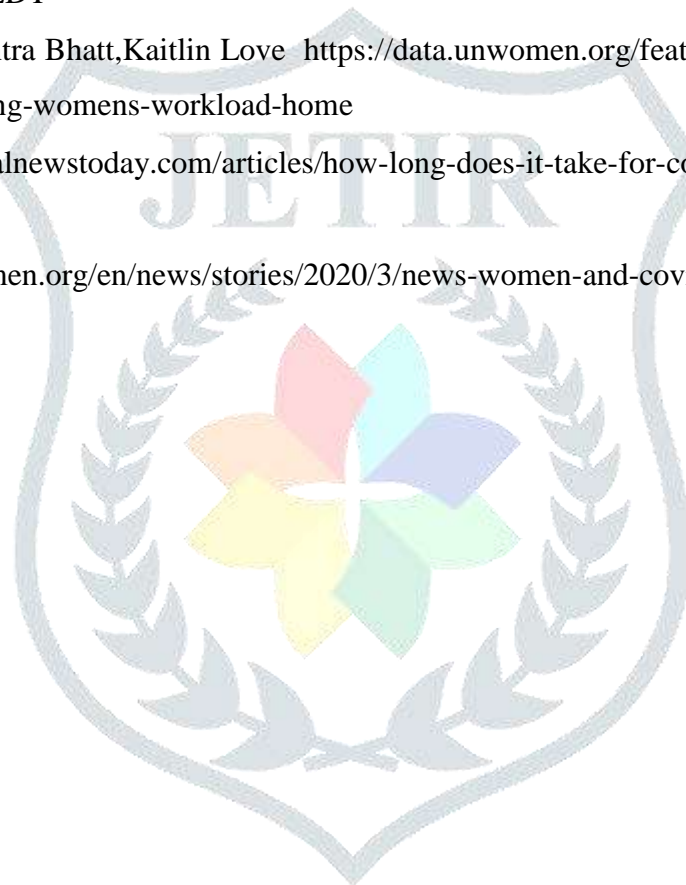 ntra Bhatt,Kaitlin Love https://data.unwomen.org/feat
ng-womens-workload-home
JETIR
alnewstoday.com/articles/how-long-does-it-take-for-co
nen.org/en/news/stories/2020/3/news-women-and-cov